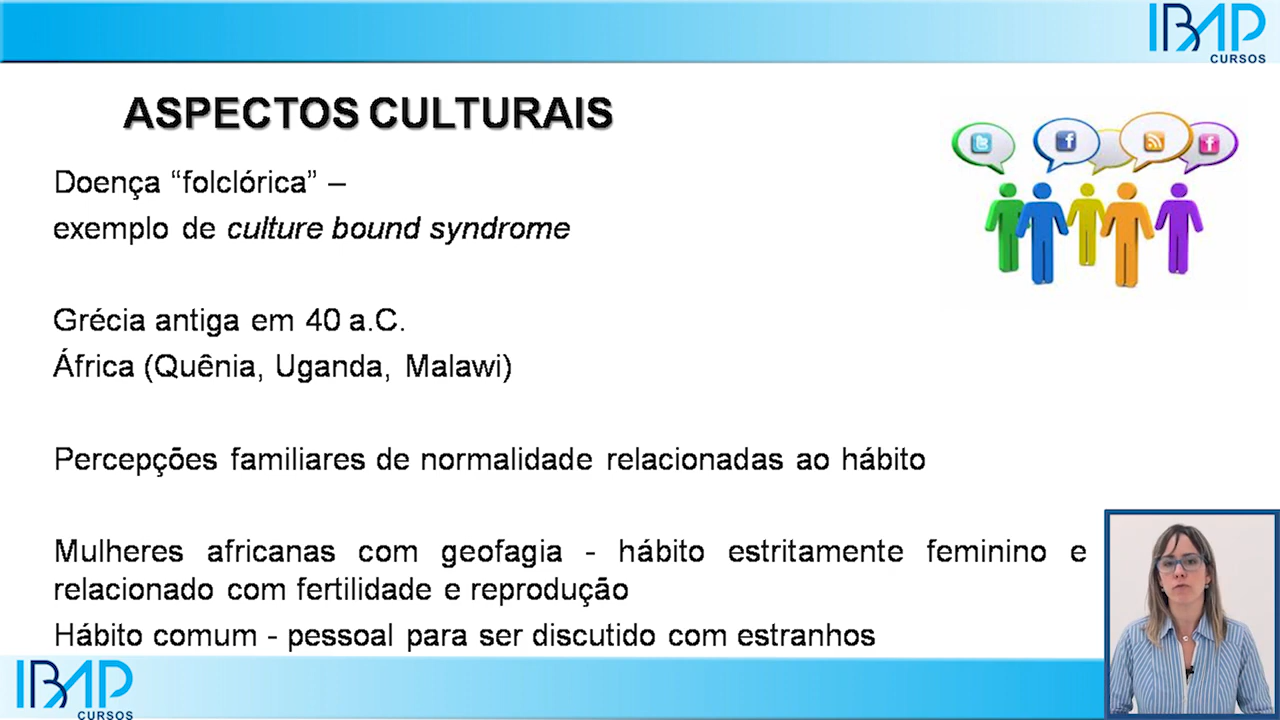 IBAP
CURSOS
ASPECTOS CULTURAIS
Doença “folclórica” –
exemplo de culture bound syndrome
Grécia antiga em 40 a.C.
África (Quênia, Uganda, Malawi)
Percepções familiares de normalidade relacionadas ao hábito
Mulheres africanas com geofagia - hábito estritamente feminino e
relacionado com fertilidade e reprodução
Hábito comum - pessoal para ser discutido com estranhos
IBAP
CURSOS